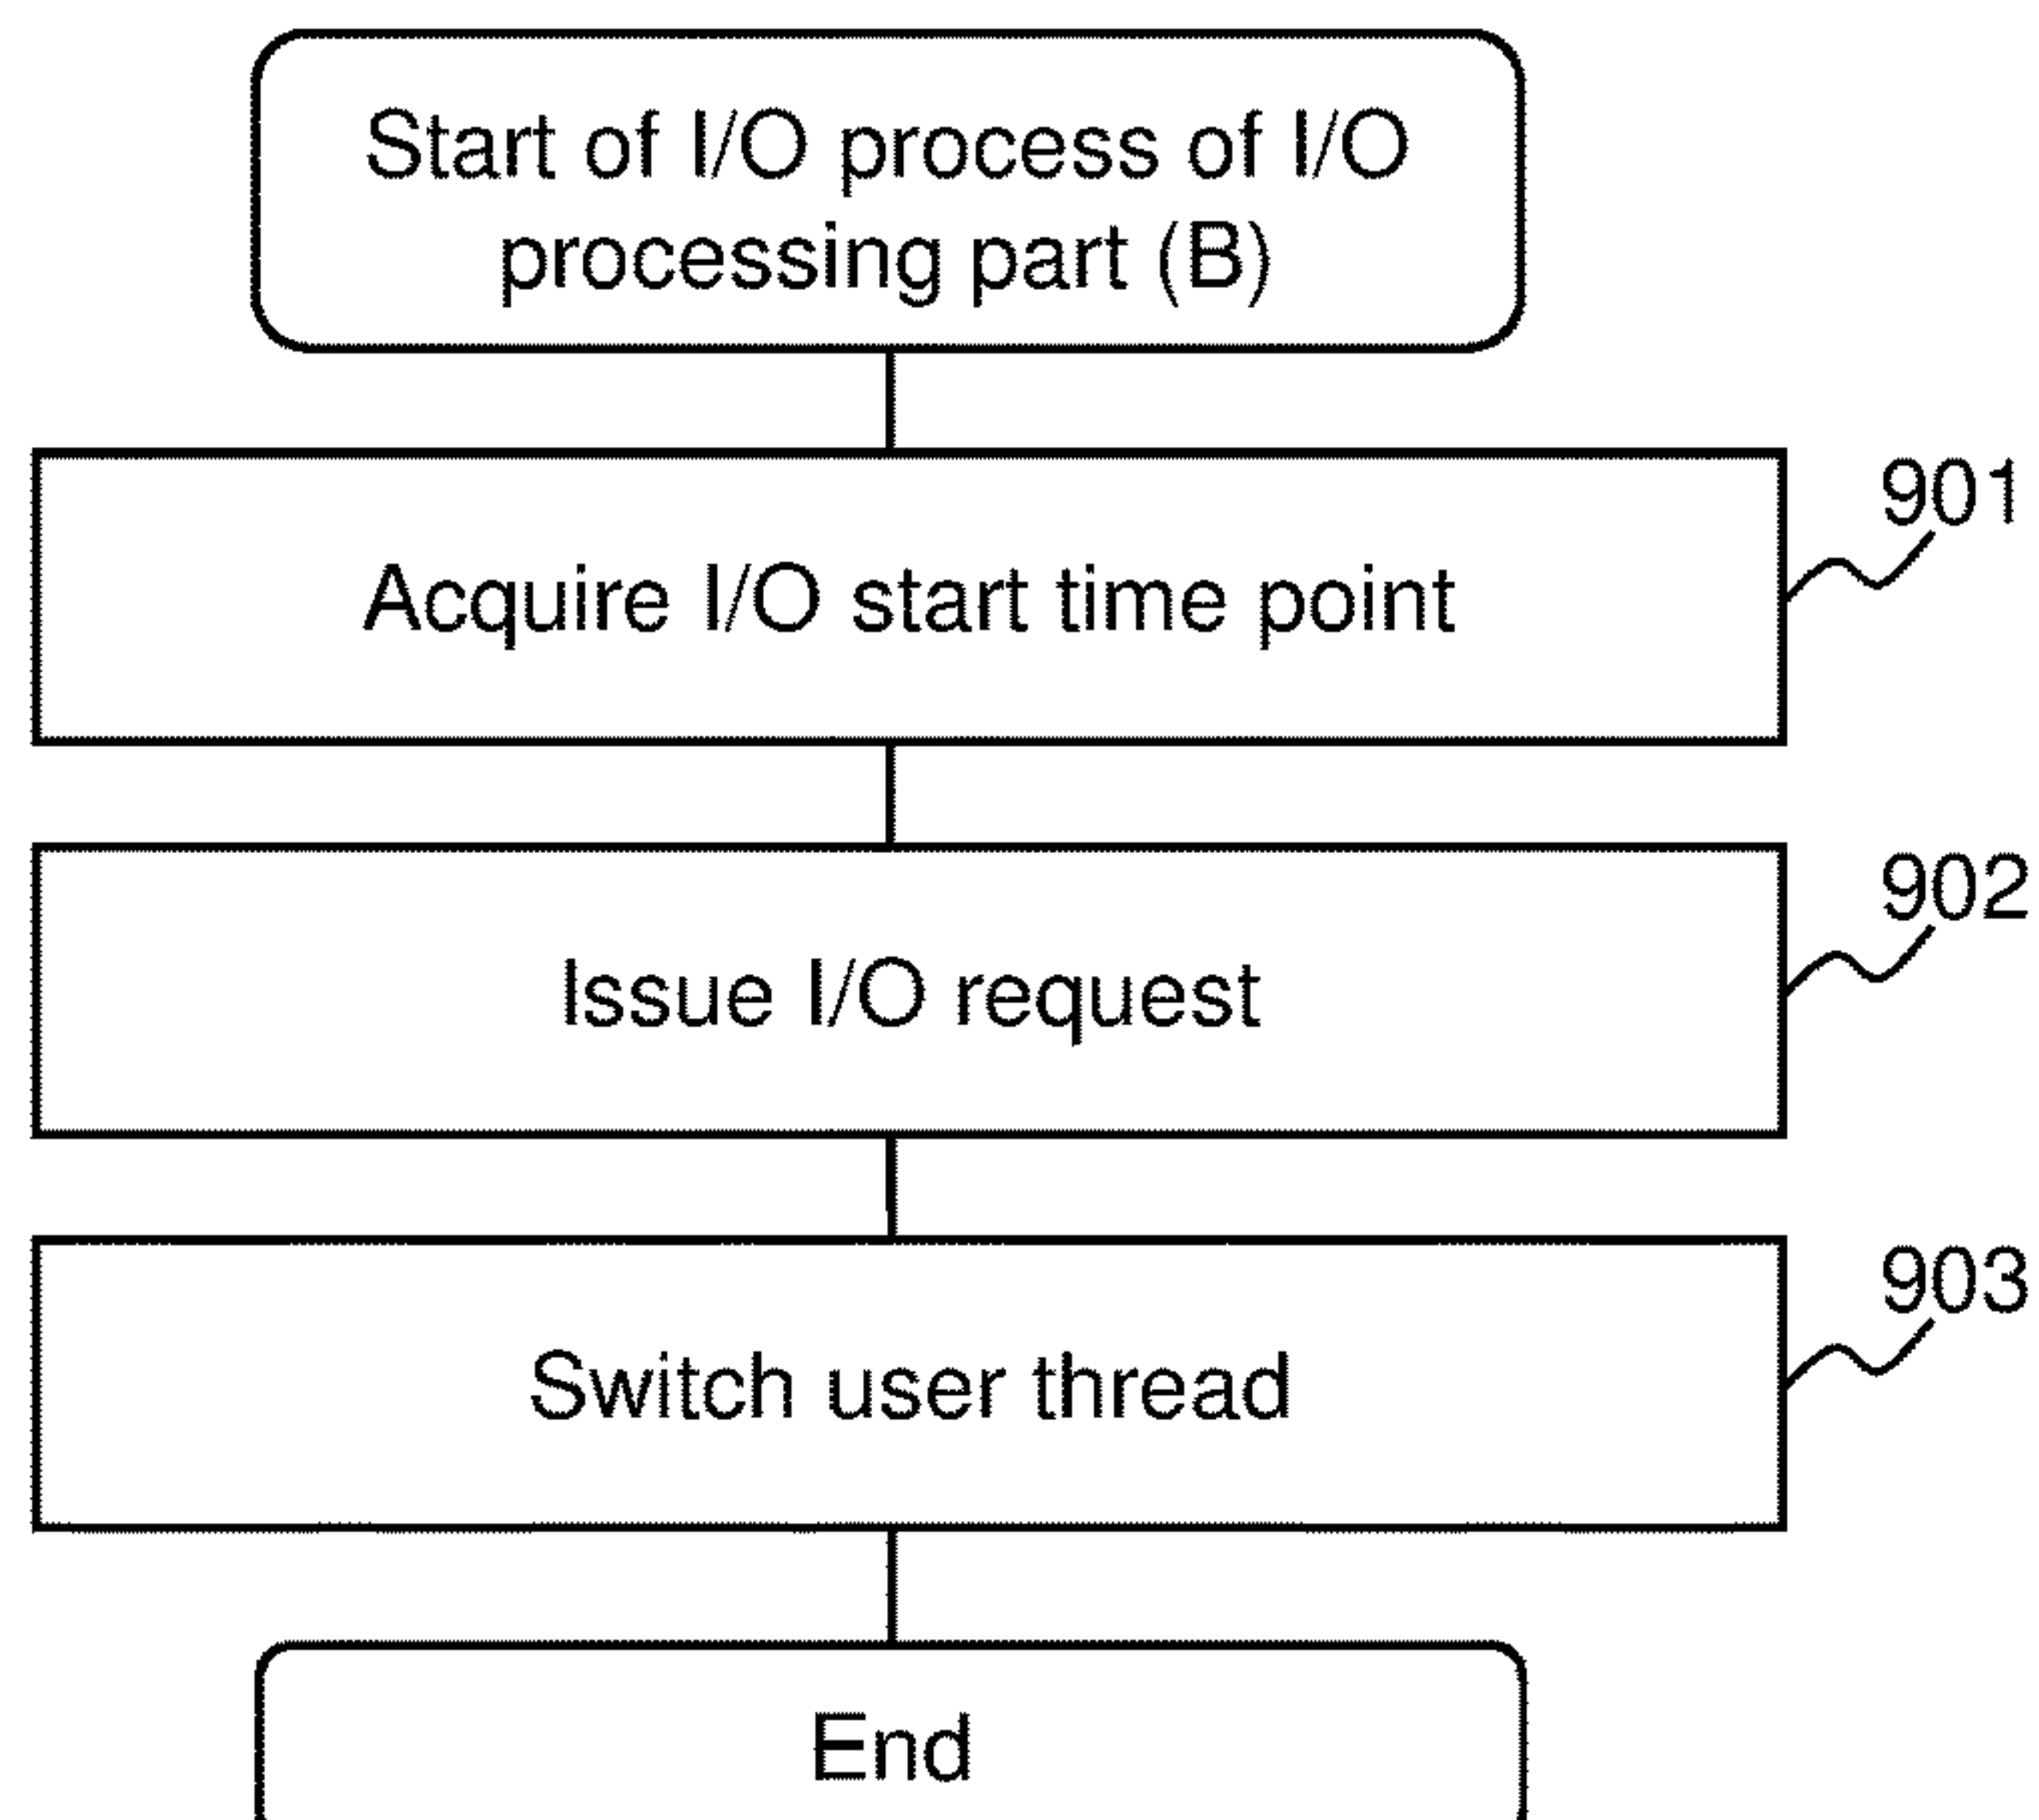 Start of I/O process of I/O
processing part (B)
901
Acquire I/O start time point
902
Issue I/O request
903
Switch user thread
End